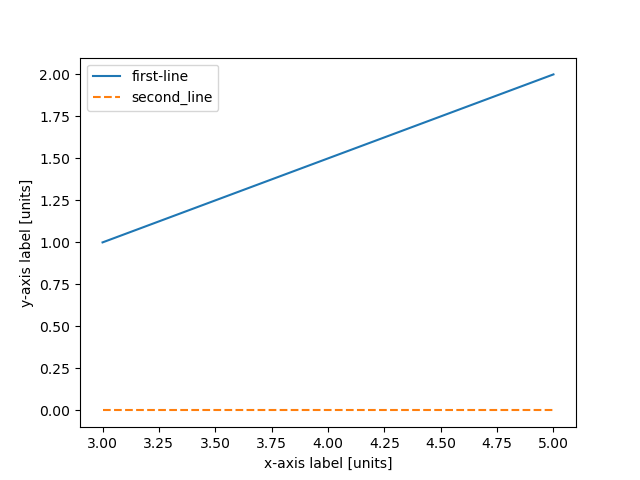 first-line
second_line
2.00
1.75
1.50
1.25
1.00
0.75
0.50
0.25
0.00
y-axis label [units]
3.00 3.25 3.50 3.75 4.00 4.25 4.50 4.75 5.00
x-axis label [units]